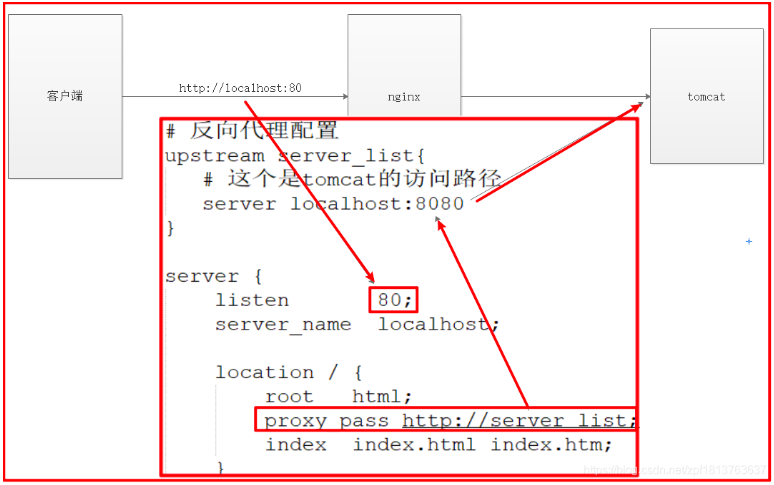 客户端
http://localhost:80
nginx
tomcat
# 反向代理配置
upstream server_list{
# 这个是tomcat的访问路径
server localhost:8080
}
server {
listen 80;
server_name localhost;
location / {
root html;
proxy_pass http://server_list;
index index.html index.htm;
}
https://blog.csdn.net/zpf1813763637